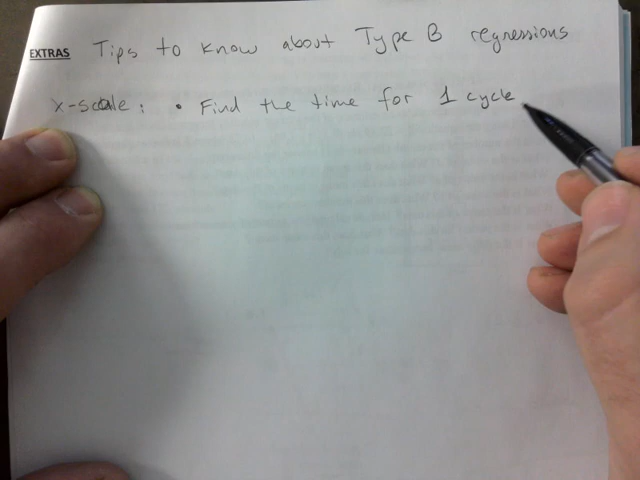 EXTRAS Tips to know about Type B regressions
x-scale: • Find the time for 1 cycle